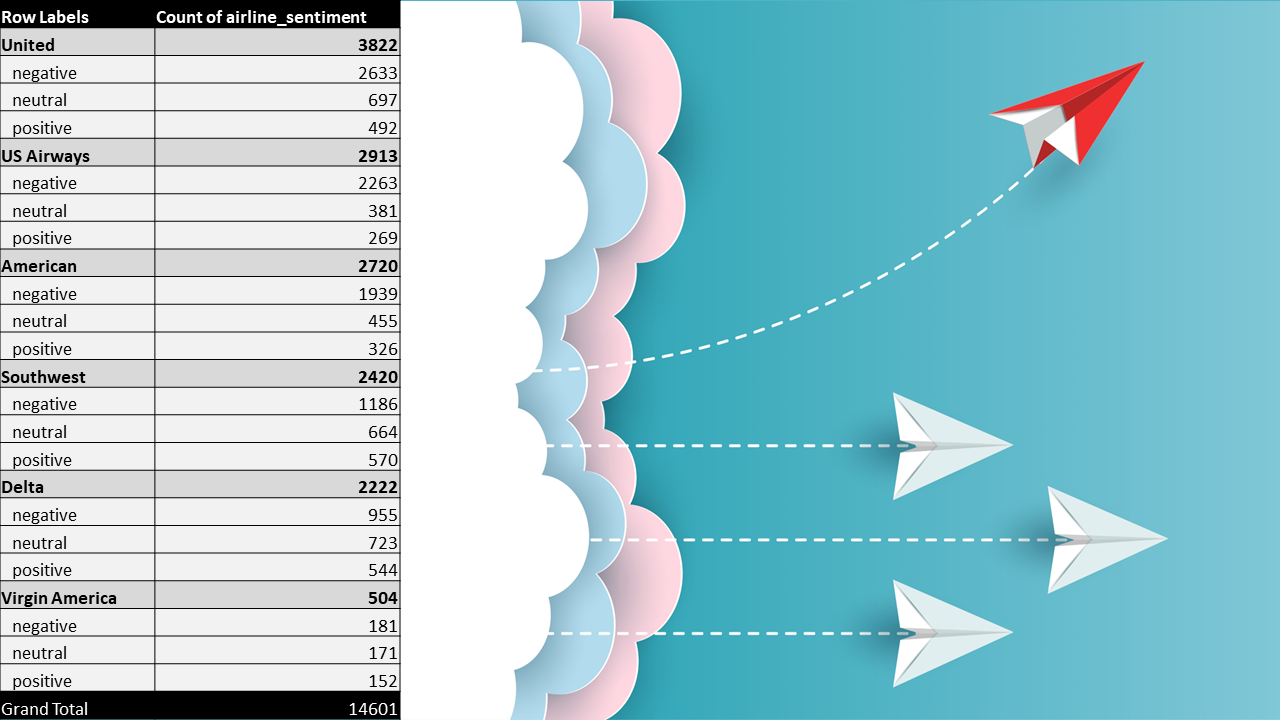 Row Labels Count of airline_sentiment
United 3822
negative 2633
neutral 697
positive 492
US Airways 2913
negative 2263
neutral 381
positive 269
American 2720
negative 1939
neutral 455
positive 326
Southwest 2420
negative 1186
neutral 664
positive 570
Delta 2222
negative 955
neutral 723
positive 544
Virgin America 504
negative 181
neutral 171
positive 152
Grand Total 14601